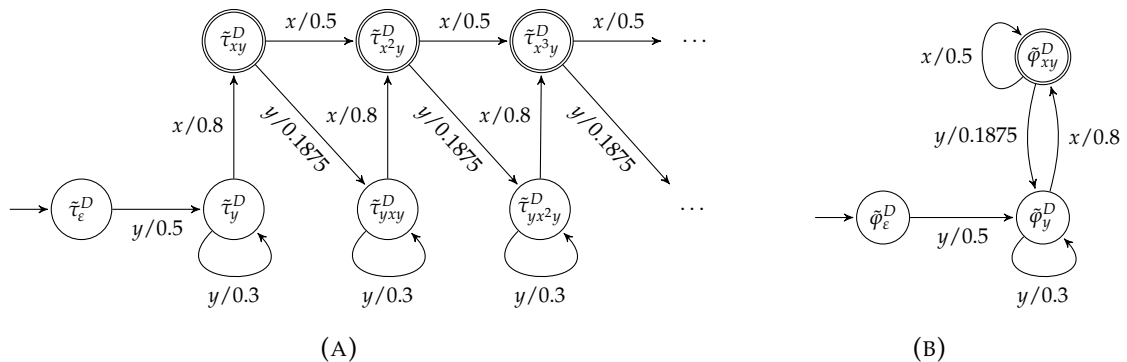 x/0.5 x/0.5 x/0.5
τ̃ᴰ_{xy} τ̃ᴰ_{x²y} τ̃ᴰ_{x³y} ⋯
x/0.5 φ̃ᴰ_{xy}
x/0.8 y/0.1875 x/0.8 y/0.1875 x/0.8 y/0.1875
y/0.1875 x/0.8
τ̃ᴰ_ε y/0.5 τ̃ᴰ_y τ̃ᴰ_{yxy} τ̃ᴰ_{yx²y} ⋯
φ̃ᴰ_ε y/0.5 φ̃ᴰ_y
y/0.3 y/0.3 y/0.3
y/0.3
(A) (B)